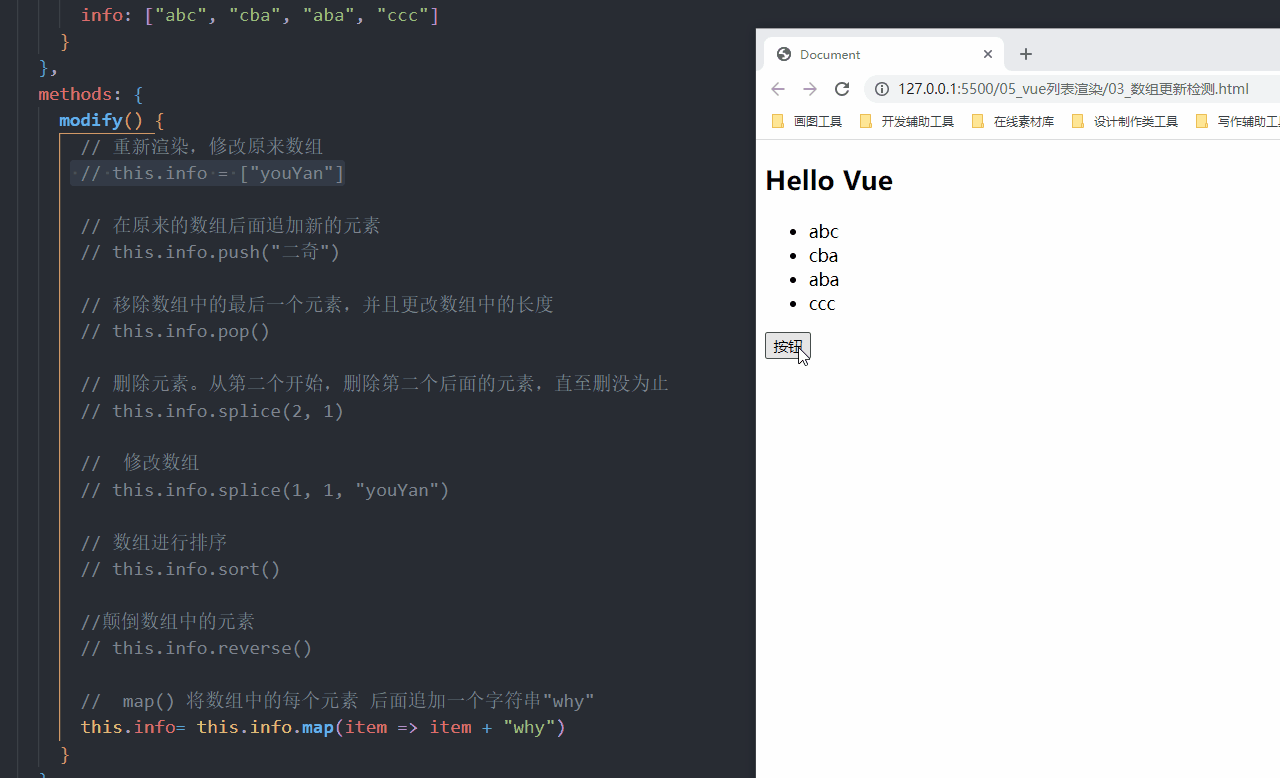 info: ["abc", "cba", "aba", "ccc"]
}
},
methods: {
modify() {
// 重新渲染，修改原来数组
// this.info = ["youYan"]
// 在原来的数组后面追加新的元素
// this.info.push("二奇")
// 移除数组中的最后一个元素，并且更改数组中的长度
// this.info.pop()
// 删除元素。从第二个开始，删除第二个后面的元素，直至删没为止
// this.info.splice(2, 1)
//  修改数组
// this.info.splice(1, 1, "youYan")
// 数组进行排序
// this.info.sort()
//颠倒数组中的元素
// this.info.reverse()
//  map() 将数组中的每个元素 后面追加一个字符串"why"
this.info= this.info.map(item => item + "why")
}
Document
127.0.0.1:5500/05_vue列表渲染/03_数组更新检测.html
画图工具 开发辅助工具 在线素材库 设计制作类工具 写作辅助工
Hello Vue
abc
cba
aba
ccc
按钮